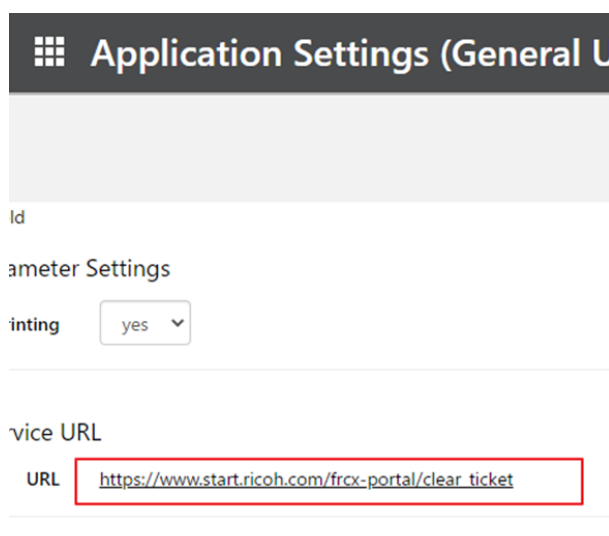 Application Settings (General U
ld
ameter Settings
inting yes
vice URL
URL https://www.start.ricoh.com/frcx-portal/clear_ticket